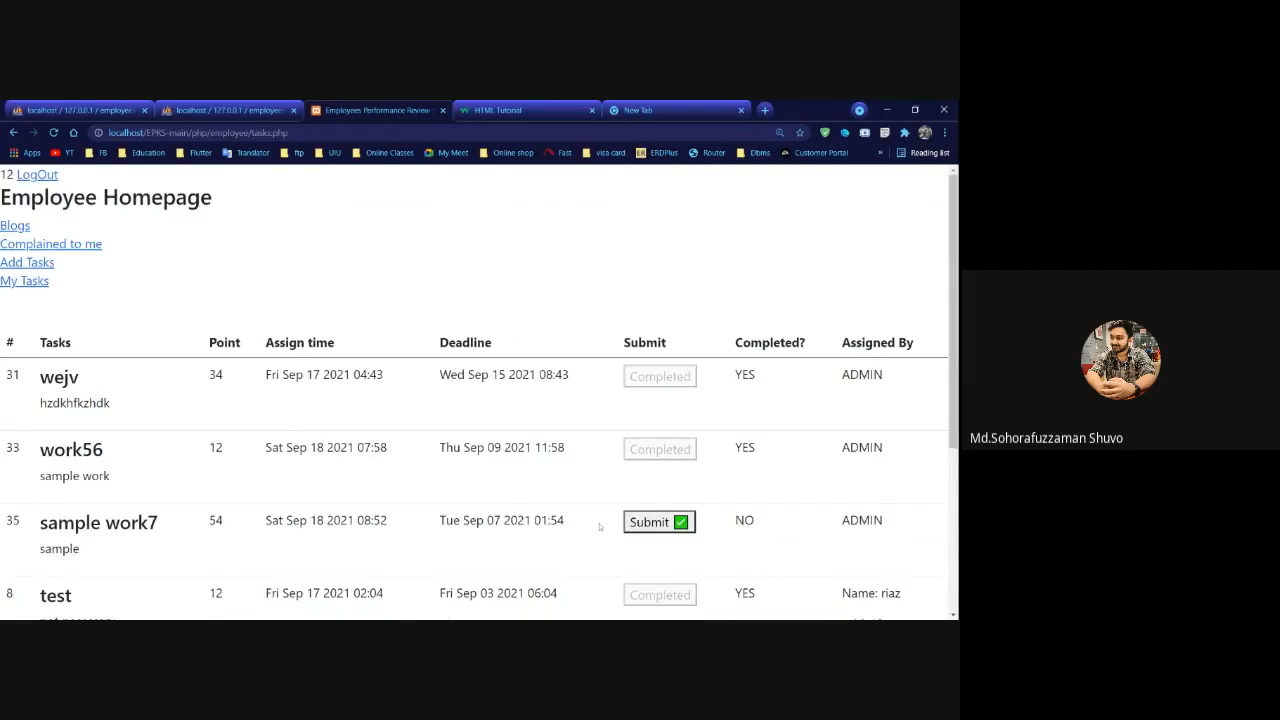 localhost / 127.0.0.1 / employee
localhost / 127.0.0.1 / employee
Employees Performance Review
HTML Tutorial
New Tab
localhost/EPRS-main/php/employee/tasks.php
Apps YT FB Education Flutter Translator ftp UIU Online Classes My Meet Online shop Fast visa card ERDPlus Router Dbms Customer Portal » Reading list
12 LogOut
Employee Homepage
Blogs
Complained to me
Add Tasks
My Tasks
# Tasks Point Assign time Deadline Submit Completed? Assigned By
31 wejv 34 Fri Sep 17 2021 04:43 Wed Sep 15 2021 08:43 Completed YES ADMIN
hzdkhfkzhdk
33 work56 12 Sat Sep 18 2021 07:58 Thu Sep 09 2021 11:58 Completed YES ADMIN
sample work
35 sample work7 54 Sat Sep 18 2021 08:52 Tue Sep 07 2021 01:54 Submit NO ADMIN
sample
8 test 12 Fri Sep 17 2021 02:04 Fri Sep 03 2021 06:04 Completed YES Name: riaz
Md.Sohorafuzzaman Shuvo